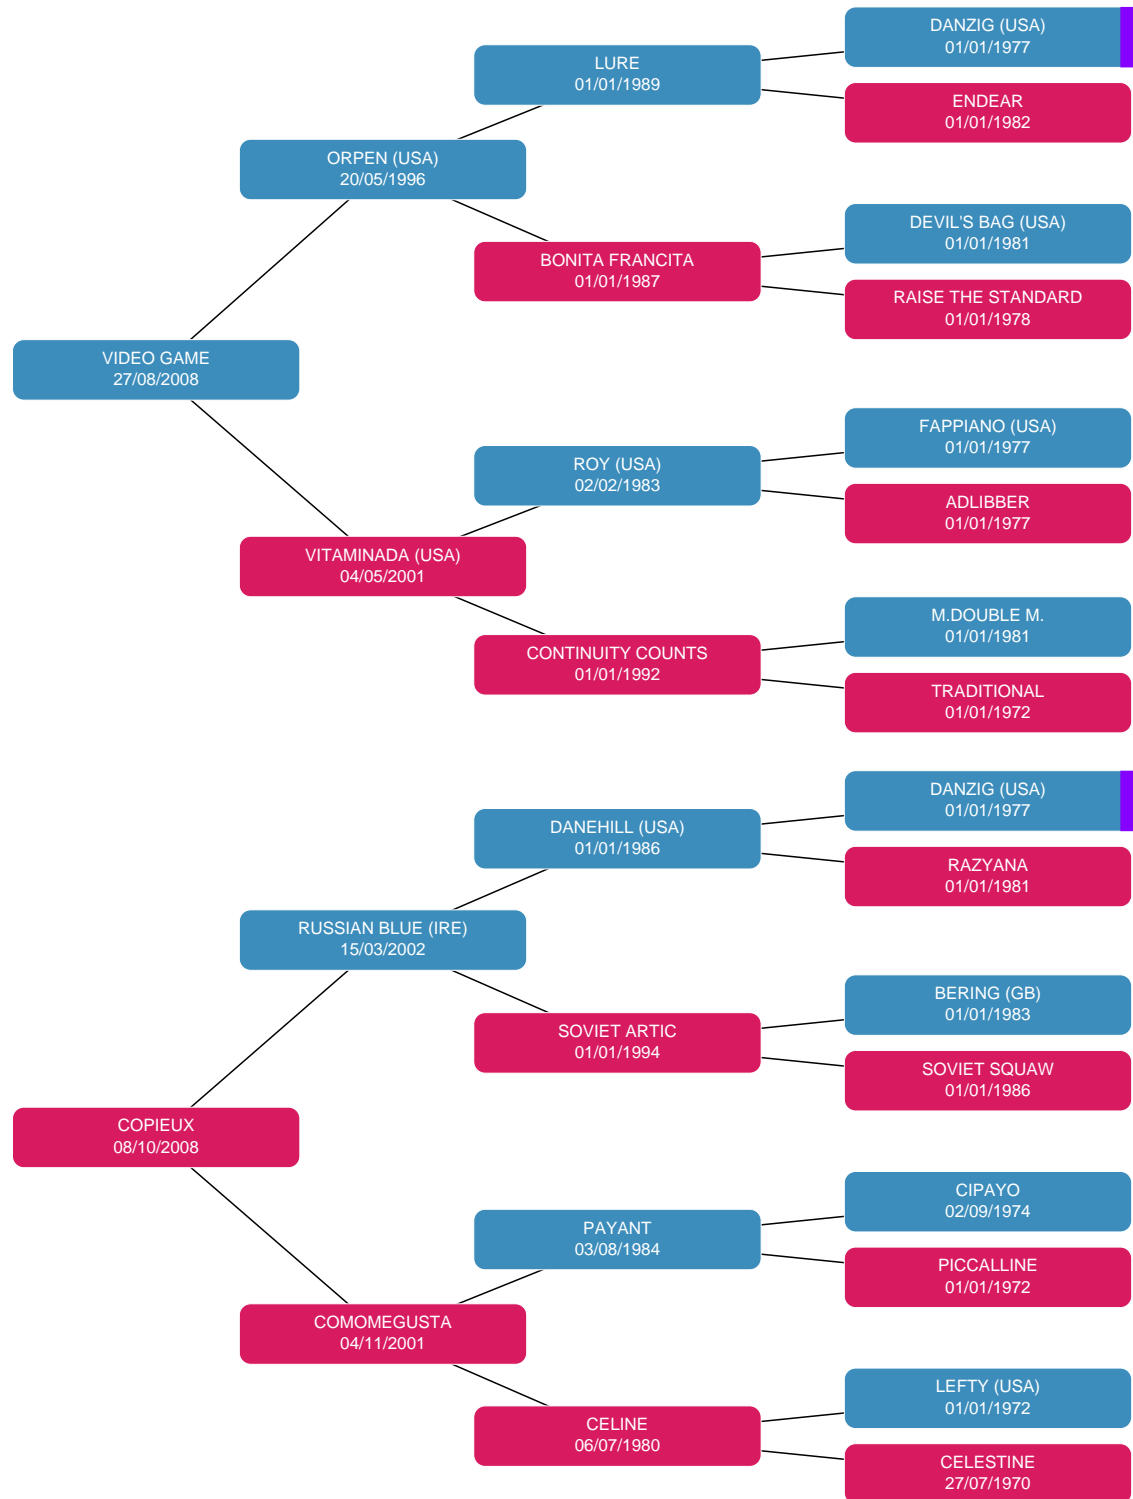 DANZIG (USA)
01/01/1977
LURE
01/01/1989
ENDEAR
01/01/1982
ORPEN (USA)
20/05/1996
DEVIL'S BAG (USA)
01/01/1981
BONITA FRANCITA
01/01/1987
RAISE THE STANDARD
01/01/1978
VIDEO GAME
27/08/2008
FAPPIANO (USA)
01/01/1977
ROY (USA)
02/02/1983
ADLIBBER
01/01/1977
VITAMINADA (USA)
04/05/2001
M.DOUBLE M.
01/01/1981
CONTINUITY COUNTS
01/01/1992
TRADITIONAL
01/01/1972
DANZIG (USA)
01/01/1977
DANEHILL (USA)
01/01/1986
RAZYANA
01/01/1981
RUSSIAN BLUE (IRE)
15/03/2002
BERING (GB)
01/01/1983
SOVIET ARTIC
01/01/1994
SOVIET SQUAW
01/01/1986
COPIEUX
08/10/2008
CIPAYO
02/09/1974
PAYANT
03/08/1984
PICCALLINE
01/01/1972
COMOMEGUSTA
04/11/2001
LEFTY (USA)
01/01/1972
CELINE
06/07/1980
CELESTINE
27/07/1970